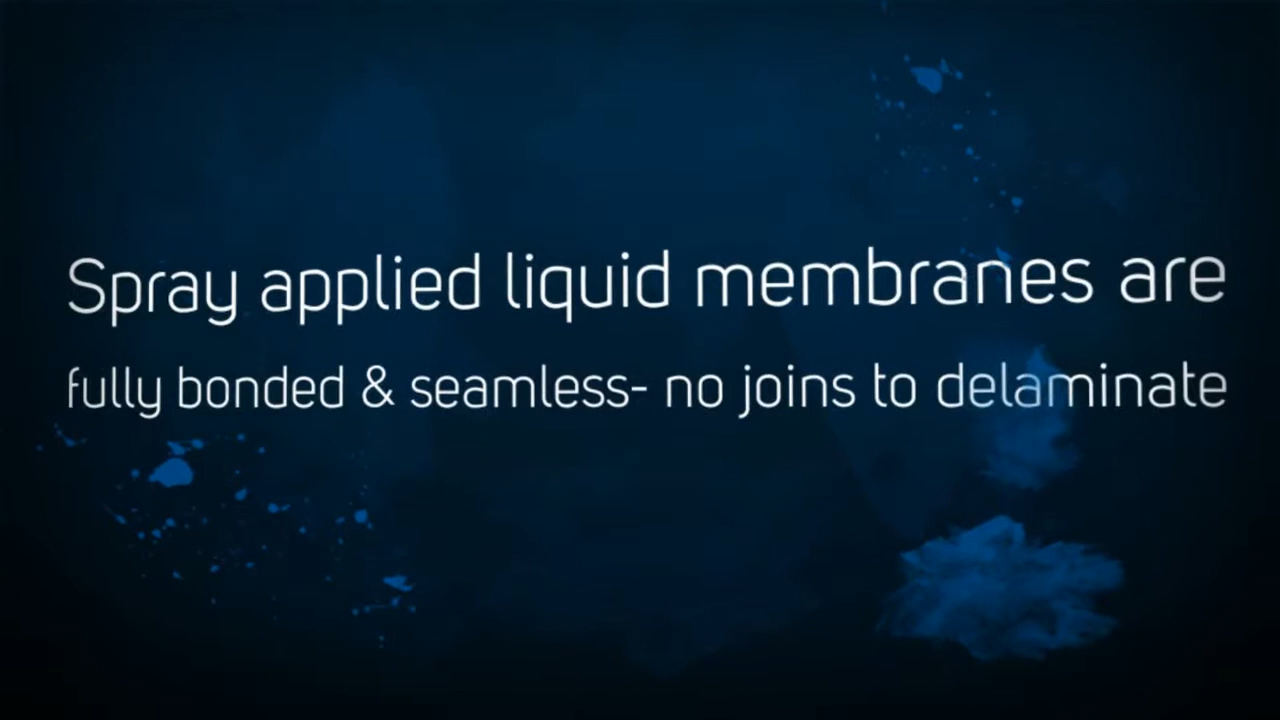 Spray applied liquid membranes are
fully bonded & seamless- no joins to delaminate